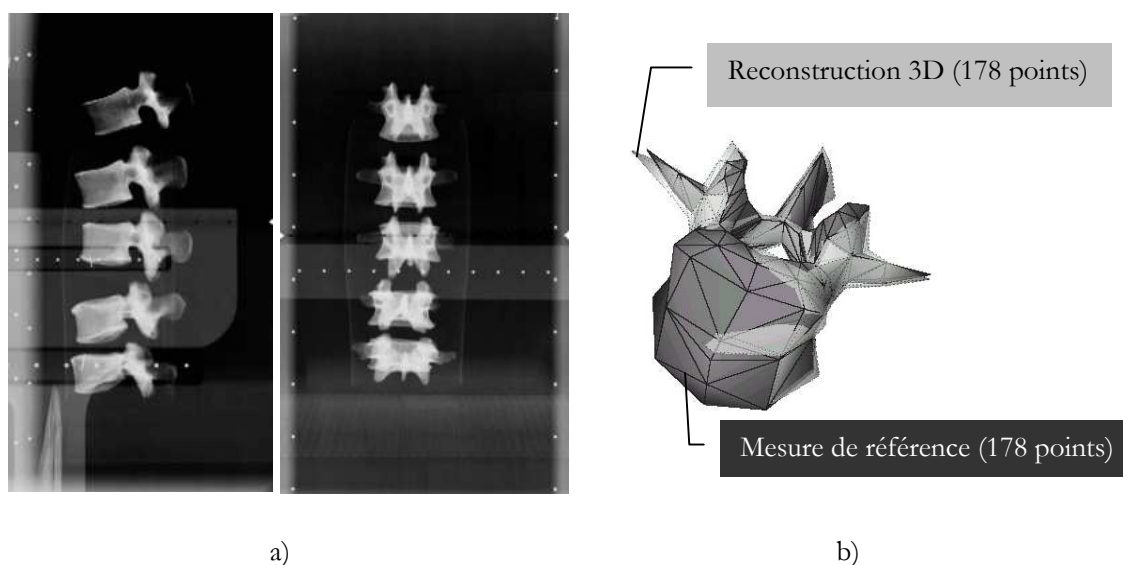 Reconstruction 3D (178 points)
Mesure de référence (178 points)
a)
b)